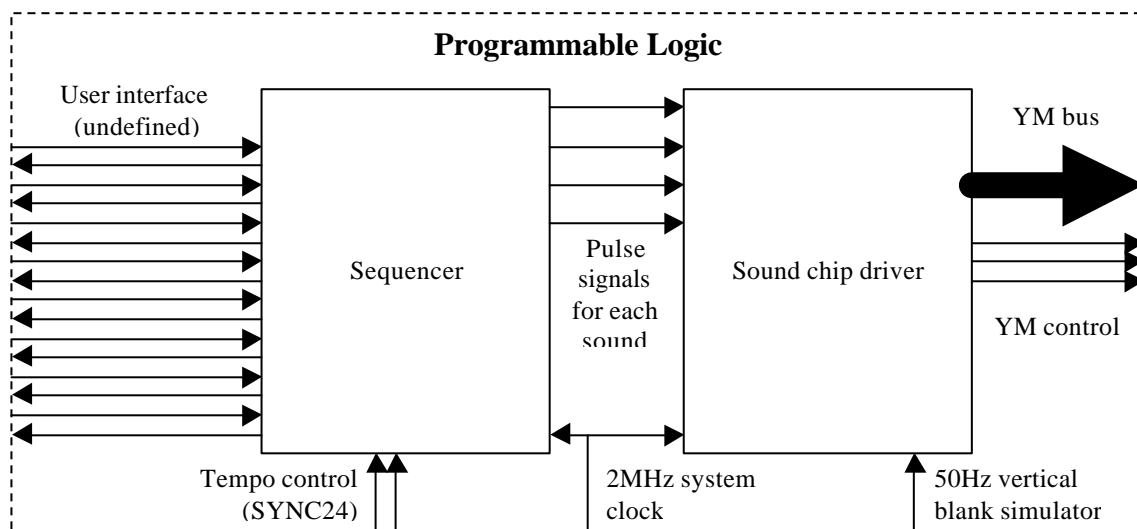 Programmable Logic
User interface
(undefined)
YM bus
Sequencer
Pulse
signals
for each
sound
Sound chip driver
YM control
Tempo control
(SYNC24)
2MHz system
clock
50Hz vertical
blank simulator